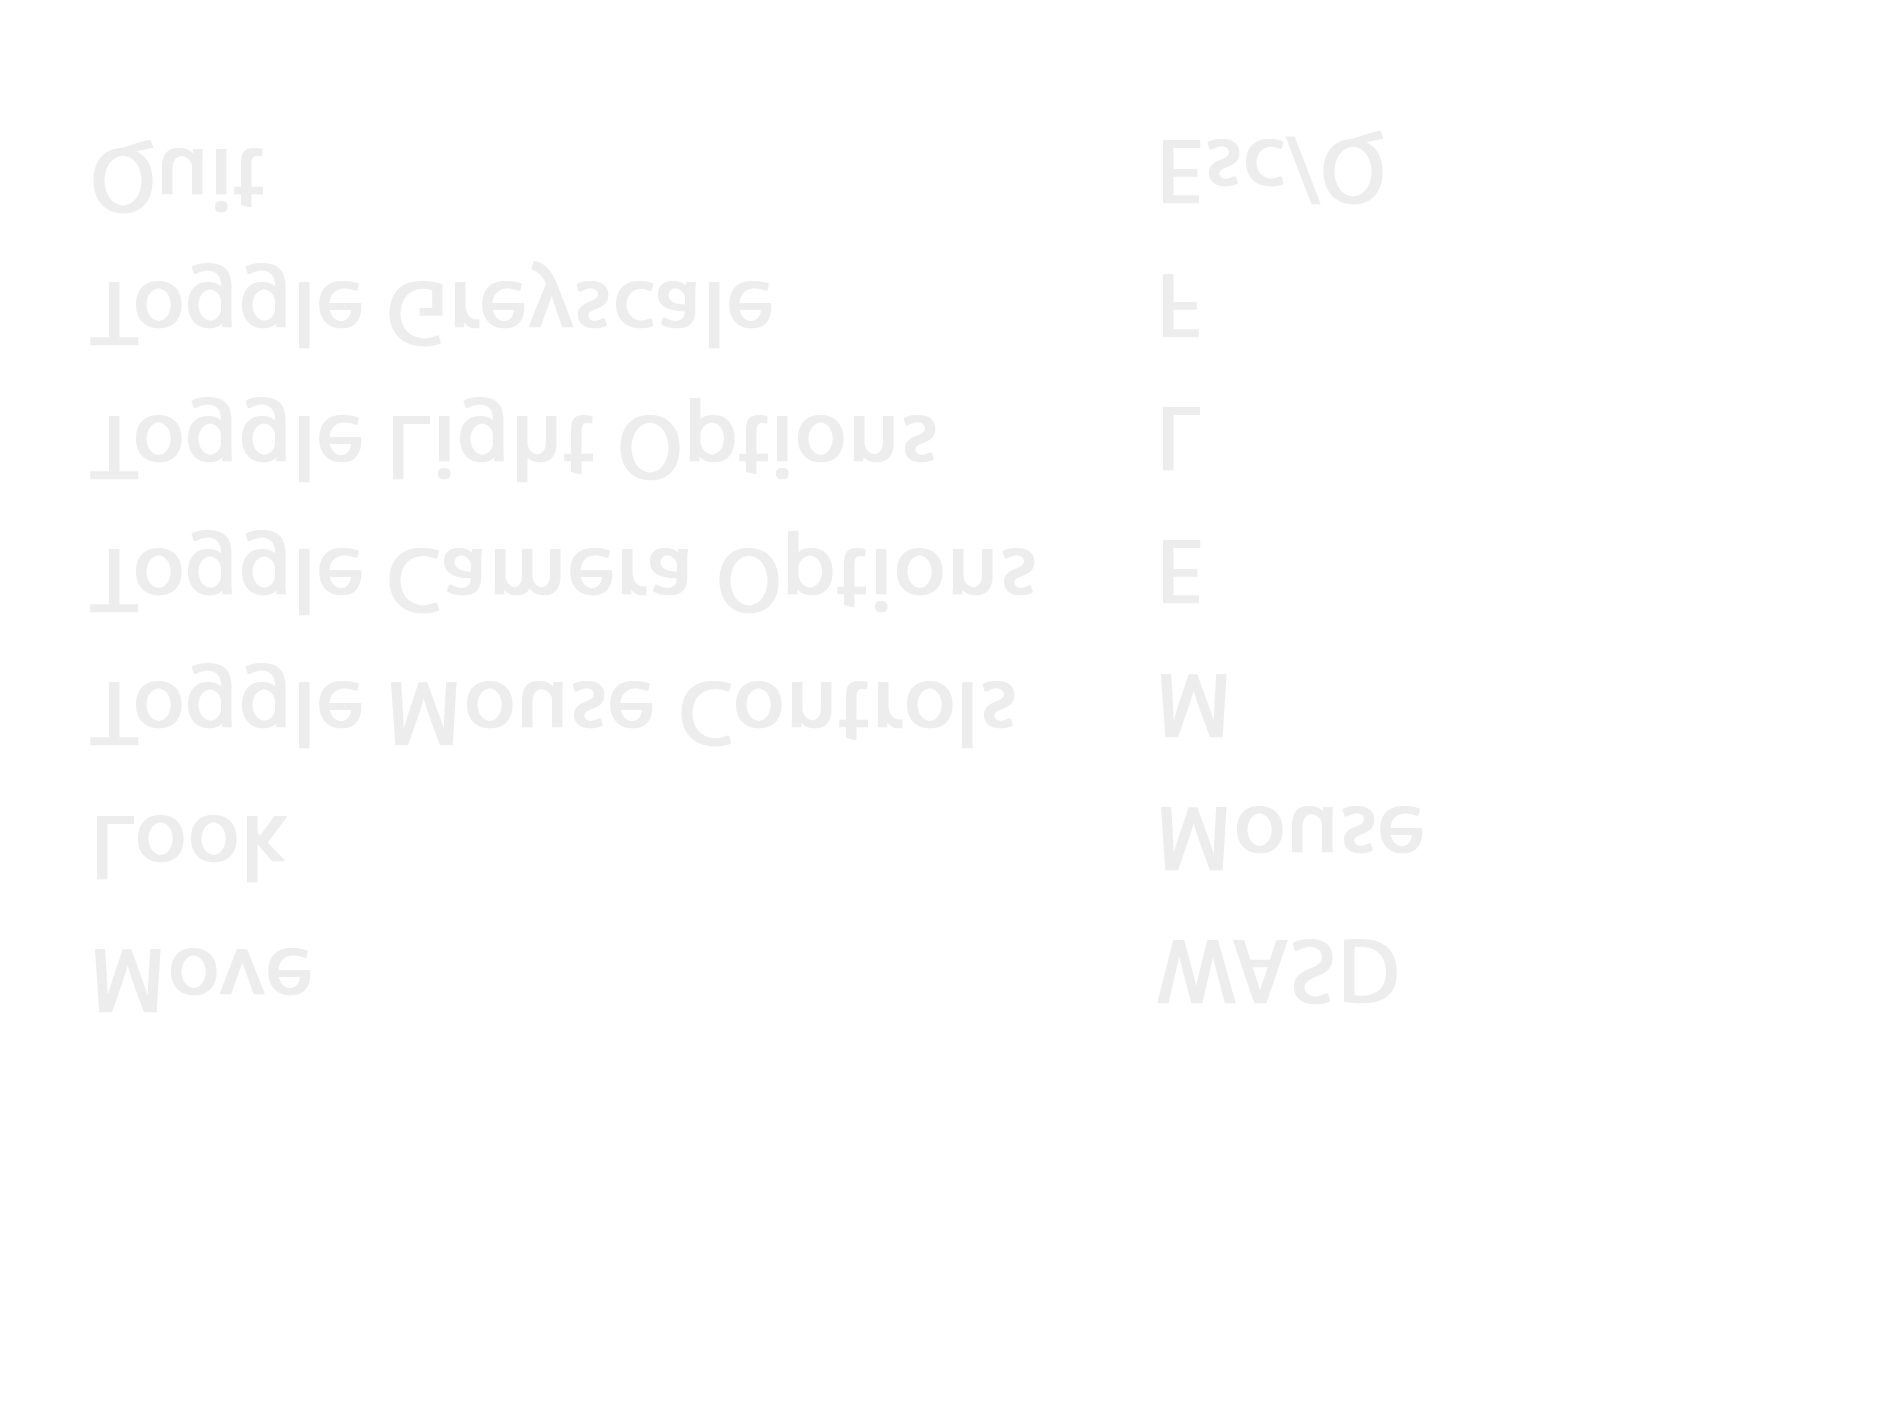 Move WASD
Look Mouse
Toggle Mouse Controls M
Toggle Camera Options E
Toggle Light Options L
Toggle Greyscale F
Quit Esc/Q